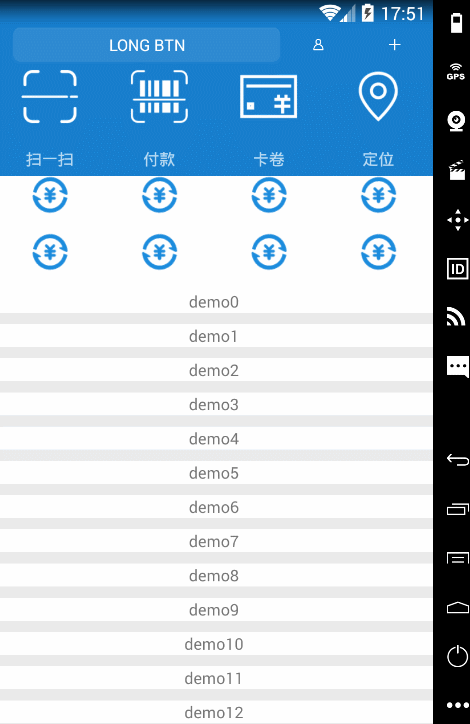 17:51
LONG BTN
扫一扫 付款 卡卷 定位
demo0
demo1
demo2
demo3
demo4
demo5
demo6
demo7
demo8
demo9
demo10
demo11
demo12
GPS
ID